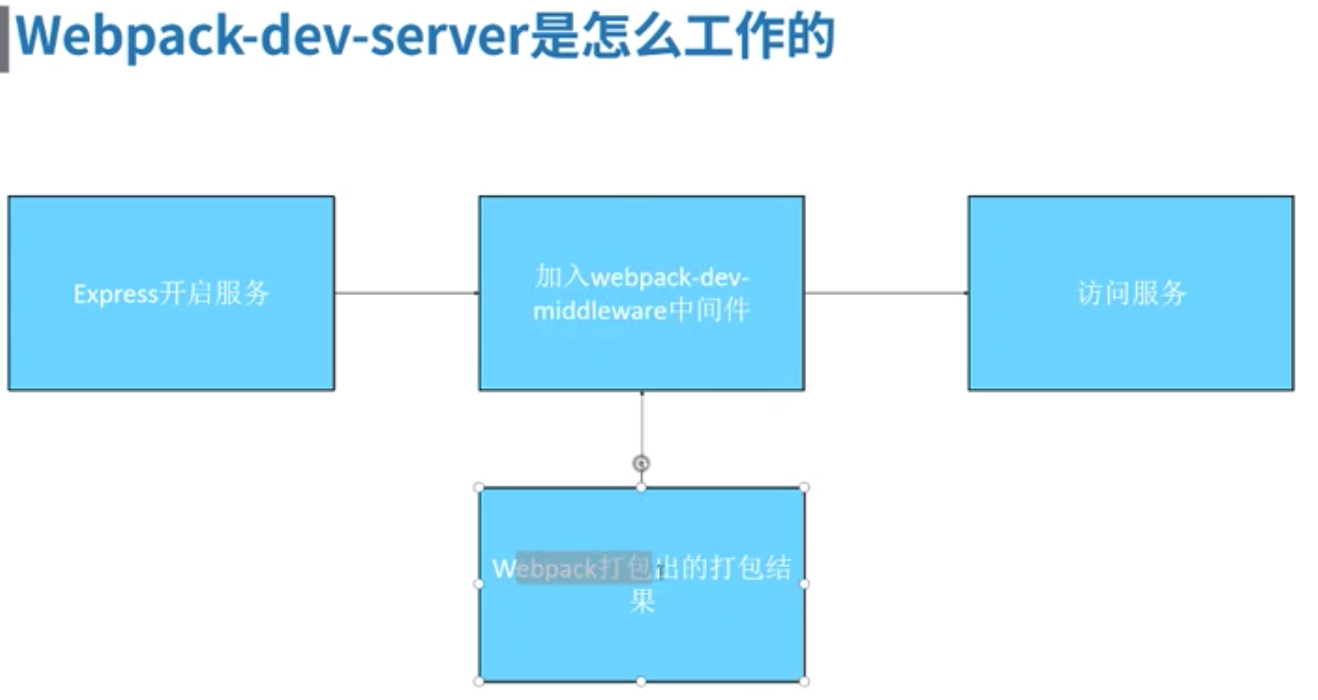 Webpack-dev-server是怎么工作的
Express开启服务
加入webpack-dev-
middleware中间件
访问服务
Webpack打包出的打包结
果